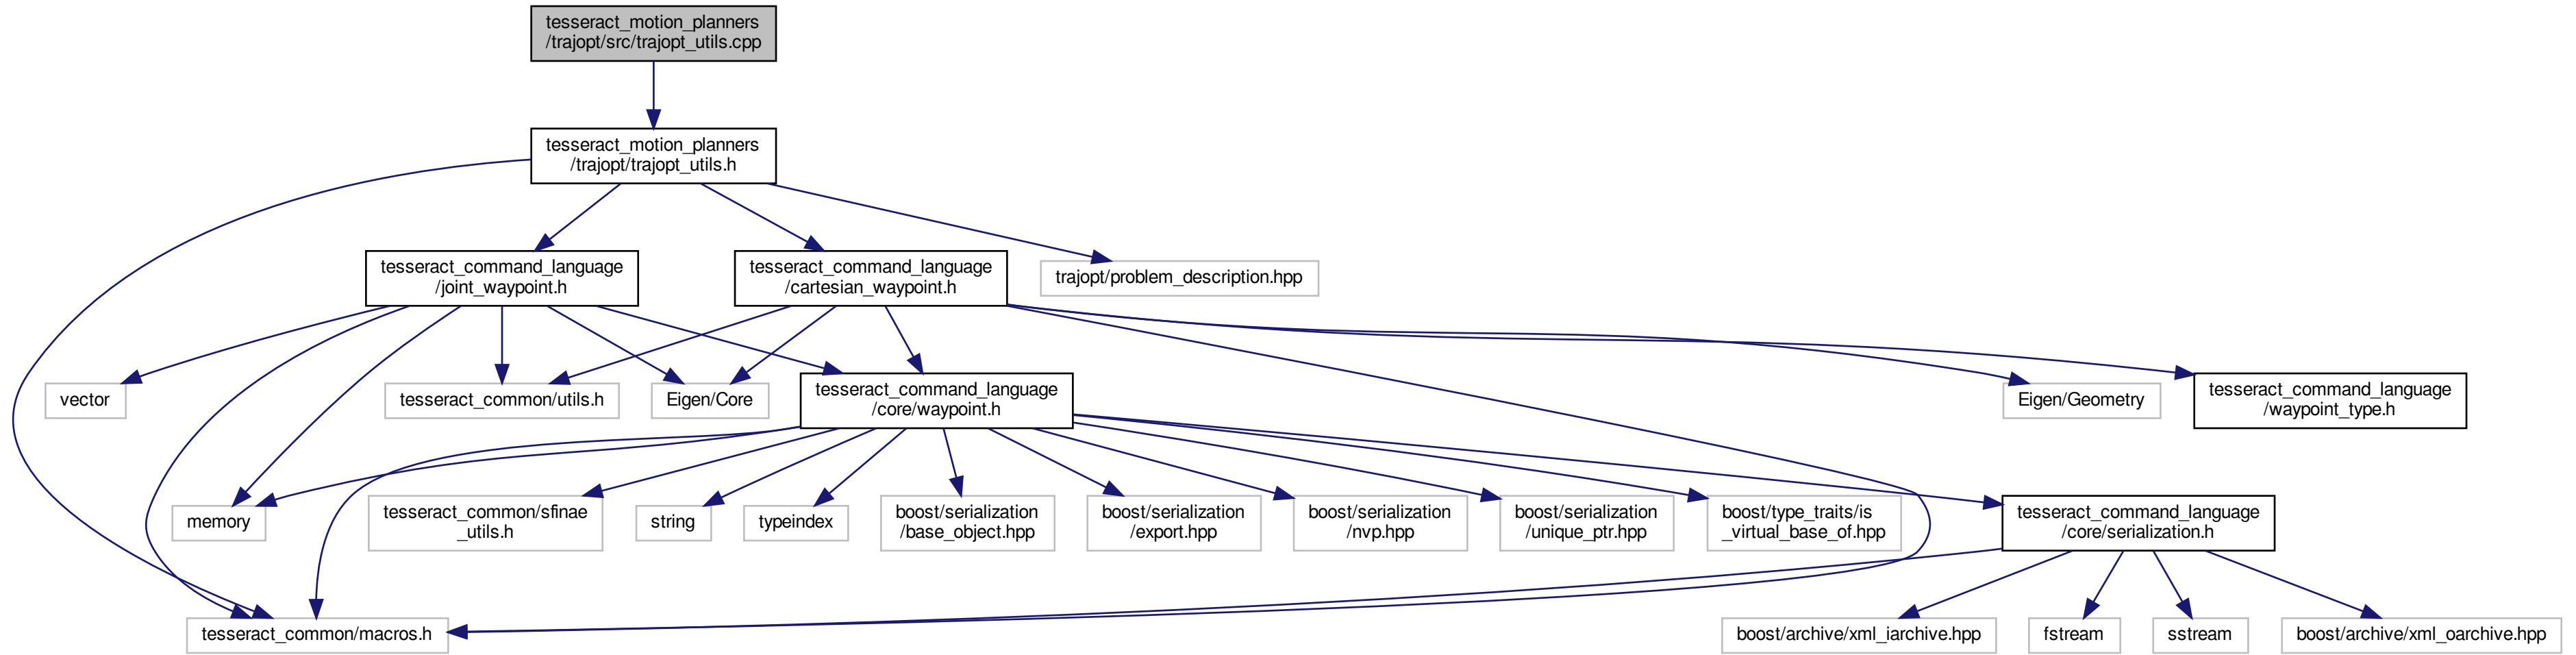 tesseract_motion_planners
/trajopt/src/trajopt_utils.cpp
tesseract_motion_planners
/trajopt/trajopt_utils.h
tesseract_command_language
/joint_waypoint.h
tesseract_command_language
/cartesian_waypoint.h
trajopt/problem_description.hpp
vector
tesseract_common/utils.h
Eigen/Core
tesseract_command_language
/core/waypoint.h
Eigen/Geometry
tesseract_command_language
/waypoint_type.h
memory
tesseract_common/sfinae
_utils.h
string
typeindex
boost/serialization
/base_object.hpp
boost/serialization
/export.hpp
boost/serialization
/nvp.hpp
boost/serialization
/unique_ptr.hpp
boost/type_traits/is
_virtual_base_of.hpp
tesseract_command_language
/core/serialization.h
tesseract_common/macros.h
boost/archive/xml_iarchive.hpp
fstream
sstream
boost/archive/xml_oarchive.hpp